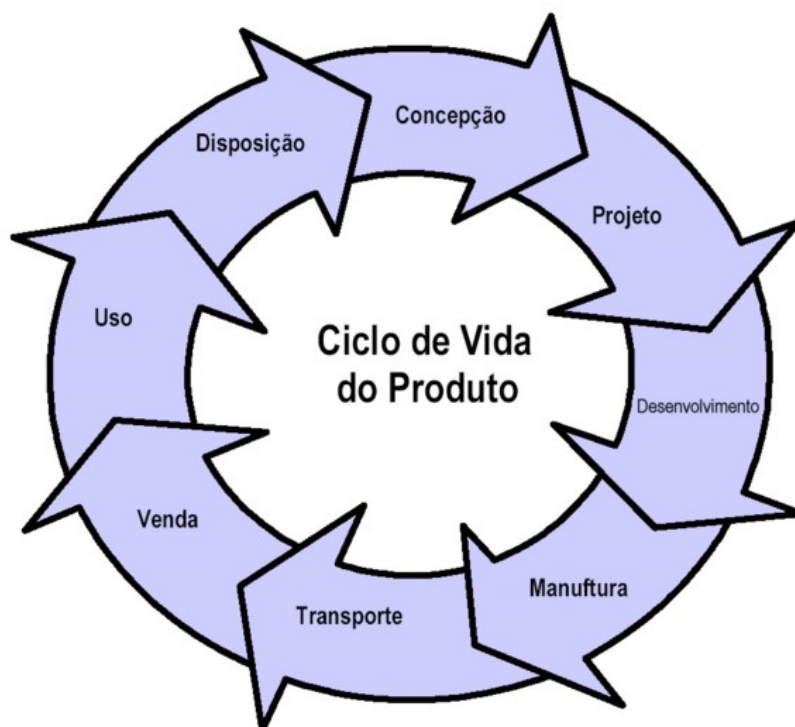 Concepção
Projeto
Desenvolvimento
Manuftura
Transporte
Venda
Uso
Disposição
Ciclo de Vida
do Produto